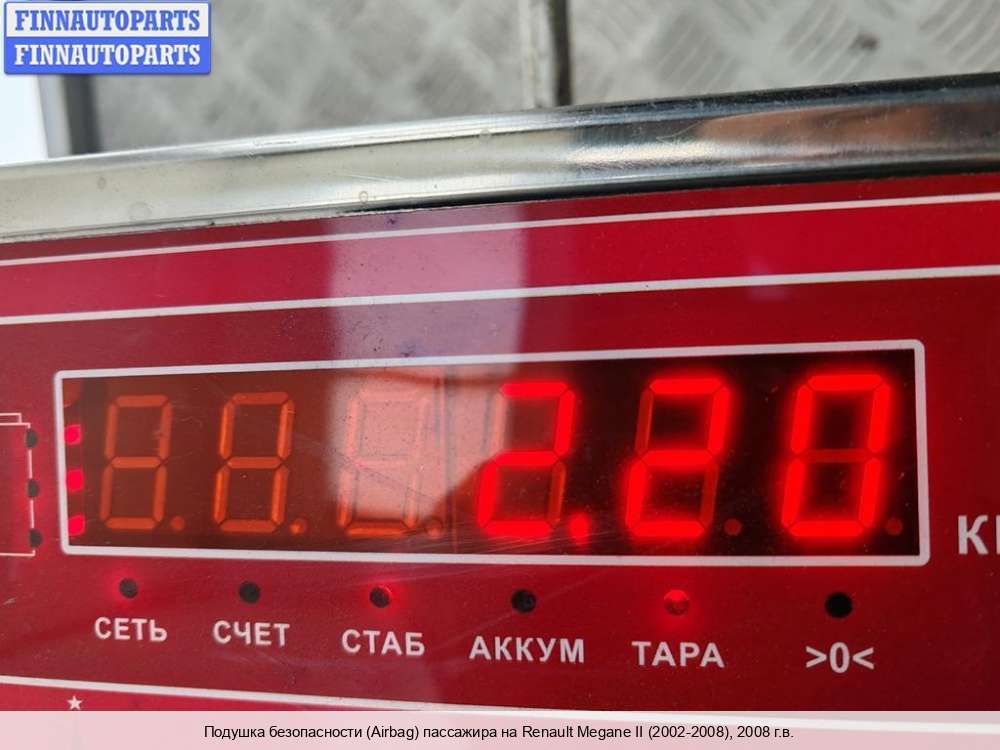 FINNAUTOPARTS
FINNAUTOPARTS
2.20
СЕТЬ СЧЕТ СТАБ АККУМ ТАРА >0<
Подушка безопасности (Airbag) пассажира на Renault Megane II (2002-2008), 2008 г.в.